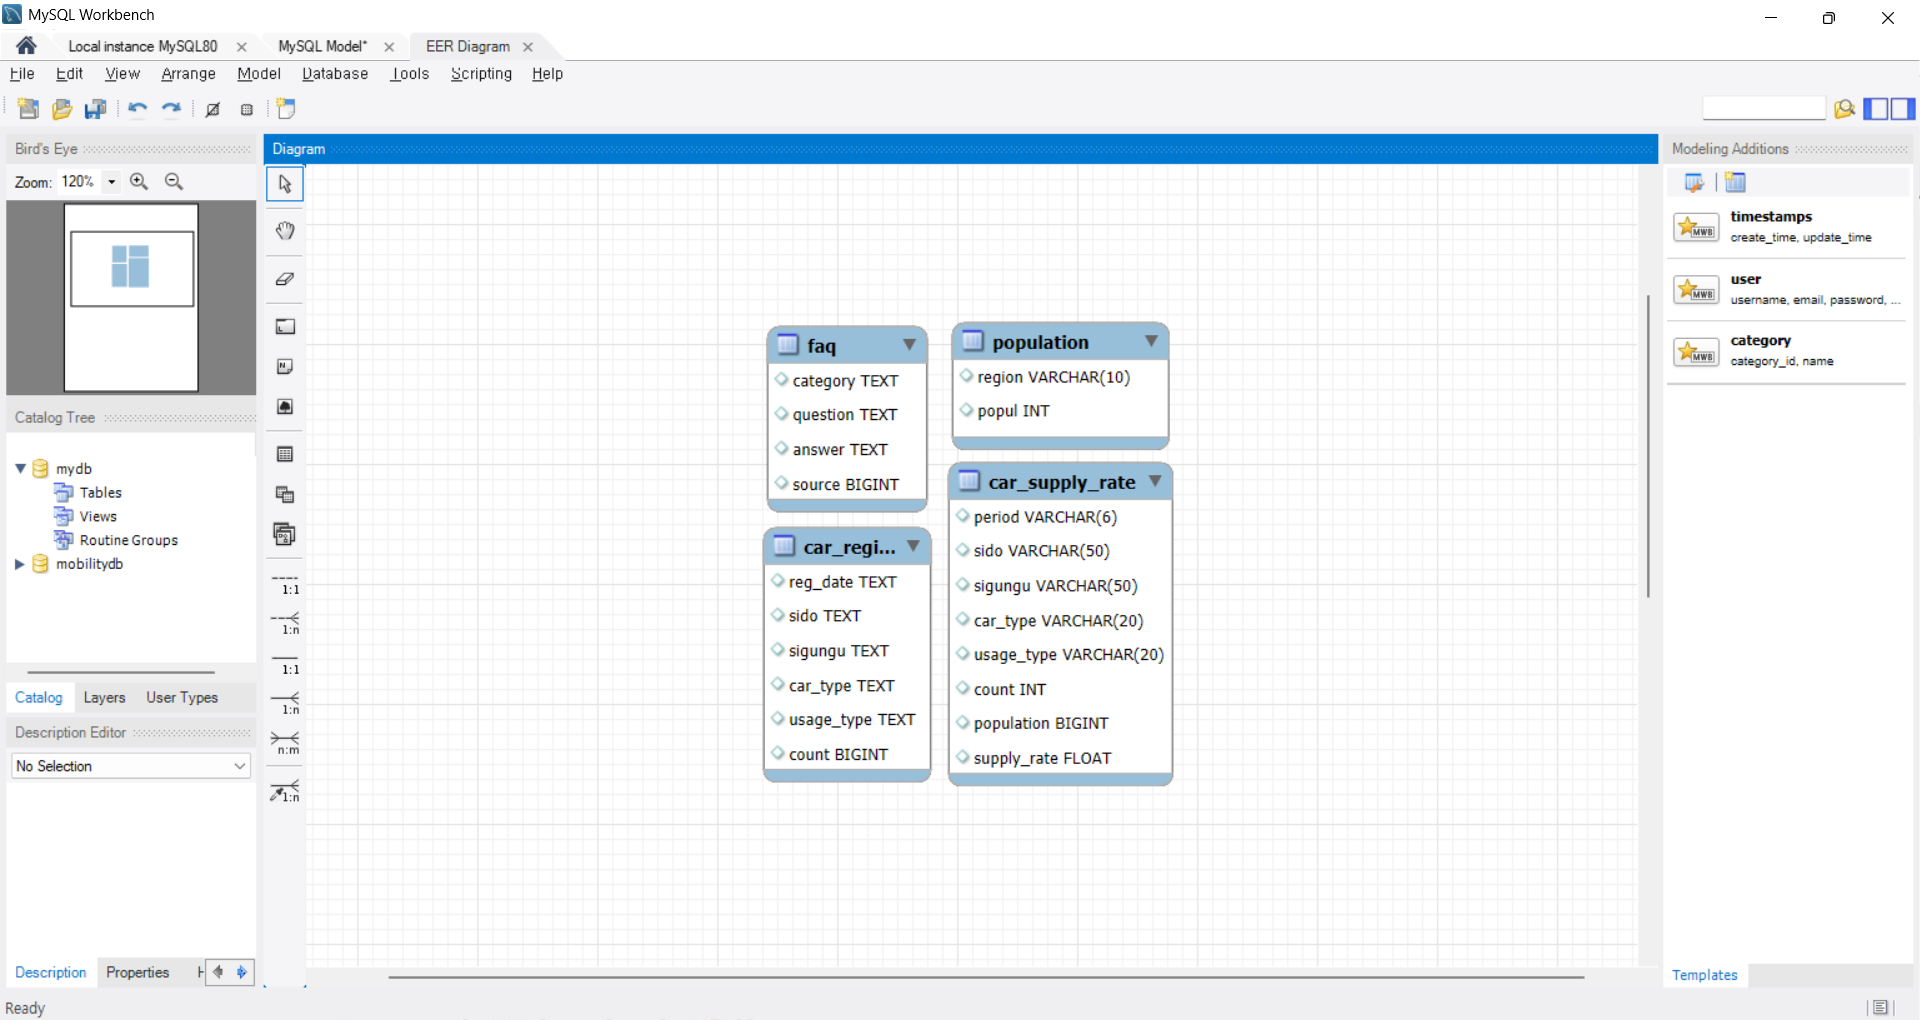 MySQL Workbench
Local instance MySQL80
MySQL Model*
EER Diagram
File Edit View Arrange Model Database Tools Scripting Help
Bird's Eye
Zoom: 120%
Catalog Tree
mydb
Tables
Views
Routine Groups
mobilitydb
Catalog Layers User Types
Description Editor
No Selection
Description Properties H
Ready
Diagram
1:1
1:n
1:1
1:n
n:m
1:n
faq
category TEXT
question TEXT
answer TEXT
source BIGINT
population
region VARCHAR(10)
popul INT
car_regi...
reg_date TEXT
sido TEXT
sigungu TEXT
car_type TEXT
usage_type TEXT
count BIGINT
car_supply_rate
period VARCHAR(6)
sido VARCHAR(50)
sigungu VARCHAR(50)
car_type VARCHAR(20)
usage_type VARCHAR(20)
count INT
population BIGINT
supply_rate FLOAT
Modeling Additions
MWB
timestamps
create_time, update_time
MWB
user
username, email, password, ...
MWB
category
category_id, name
Templates